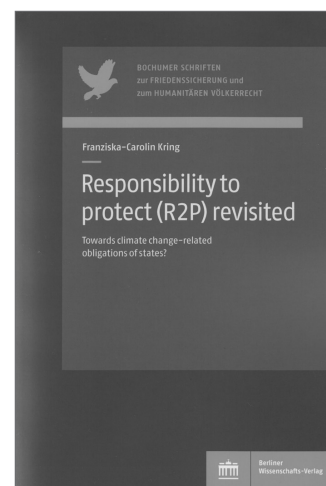 BOCHUMER SCHRIFTEN
zur FRIEDENSSICHERUNG und
zum HUMANITÄREN VÖLKERRECHT
Franziska-Carolin Kring
Responsibility to
protect (R2P) revisited
Towards climate change-related
obligations of states?
Berliner
Wissenschafts-Verlag